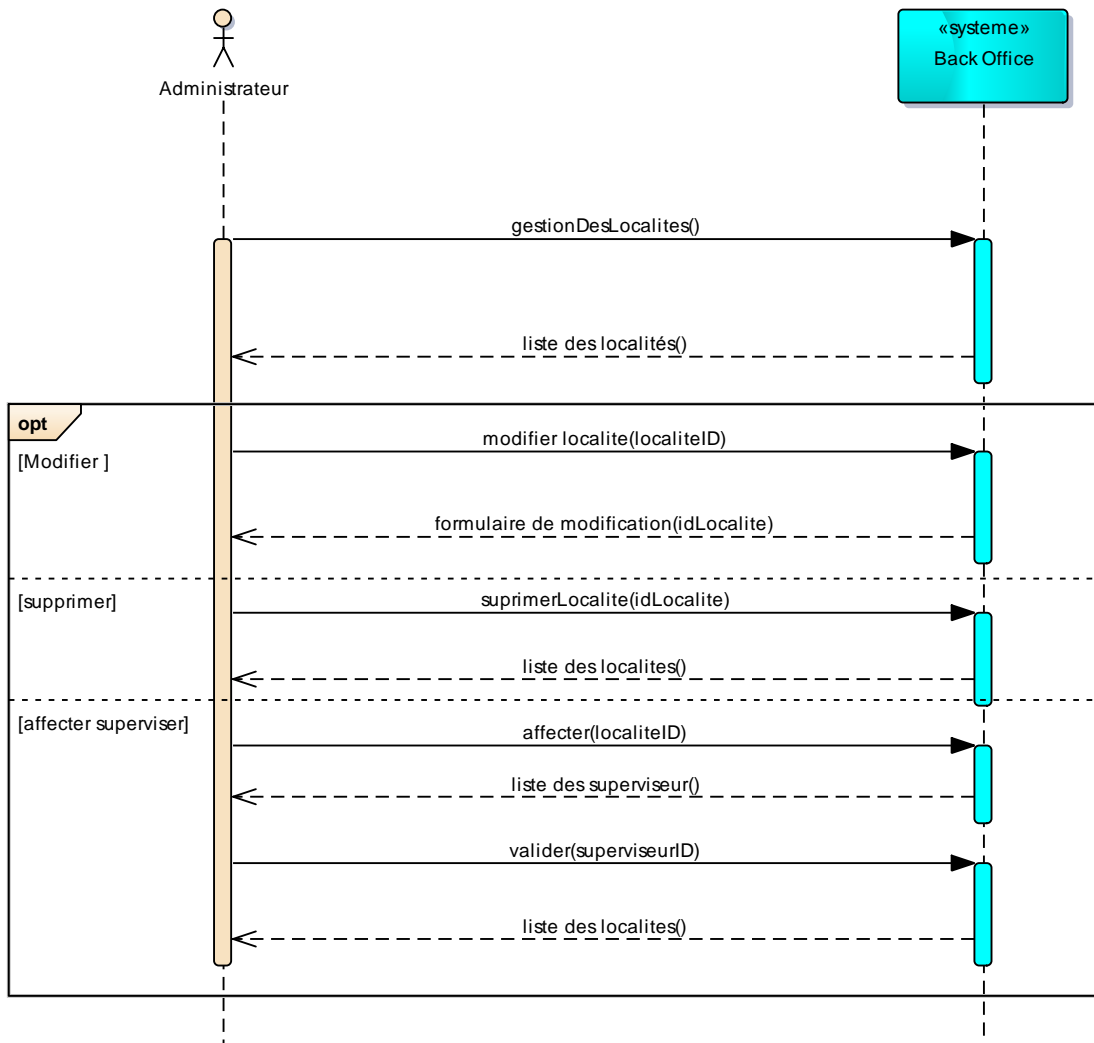 «systeme»
Back Office
Administrateur
gestionDesLocalites()
liste des localités()
opt
[Modifier ]
modifier localite(localiteID)
formulaire de modification(idLocalite)
[supprimer]
suprimerLocalite(idLocalite)
liste des localites()
[affecter superviser]
affecter(localiteID)
liste des superviseur()
valider(superviseurID)
liste des localites()